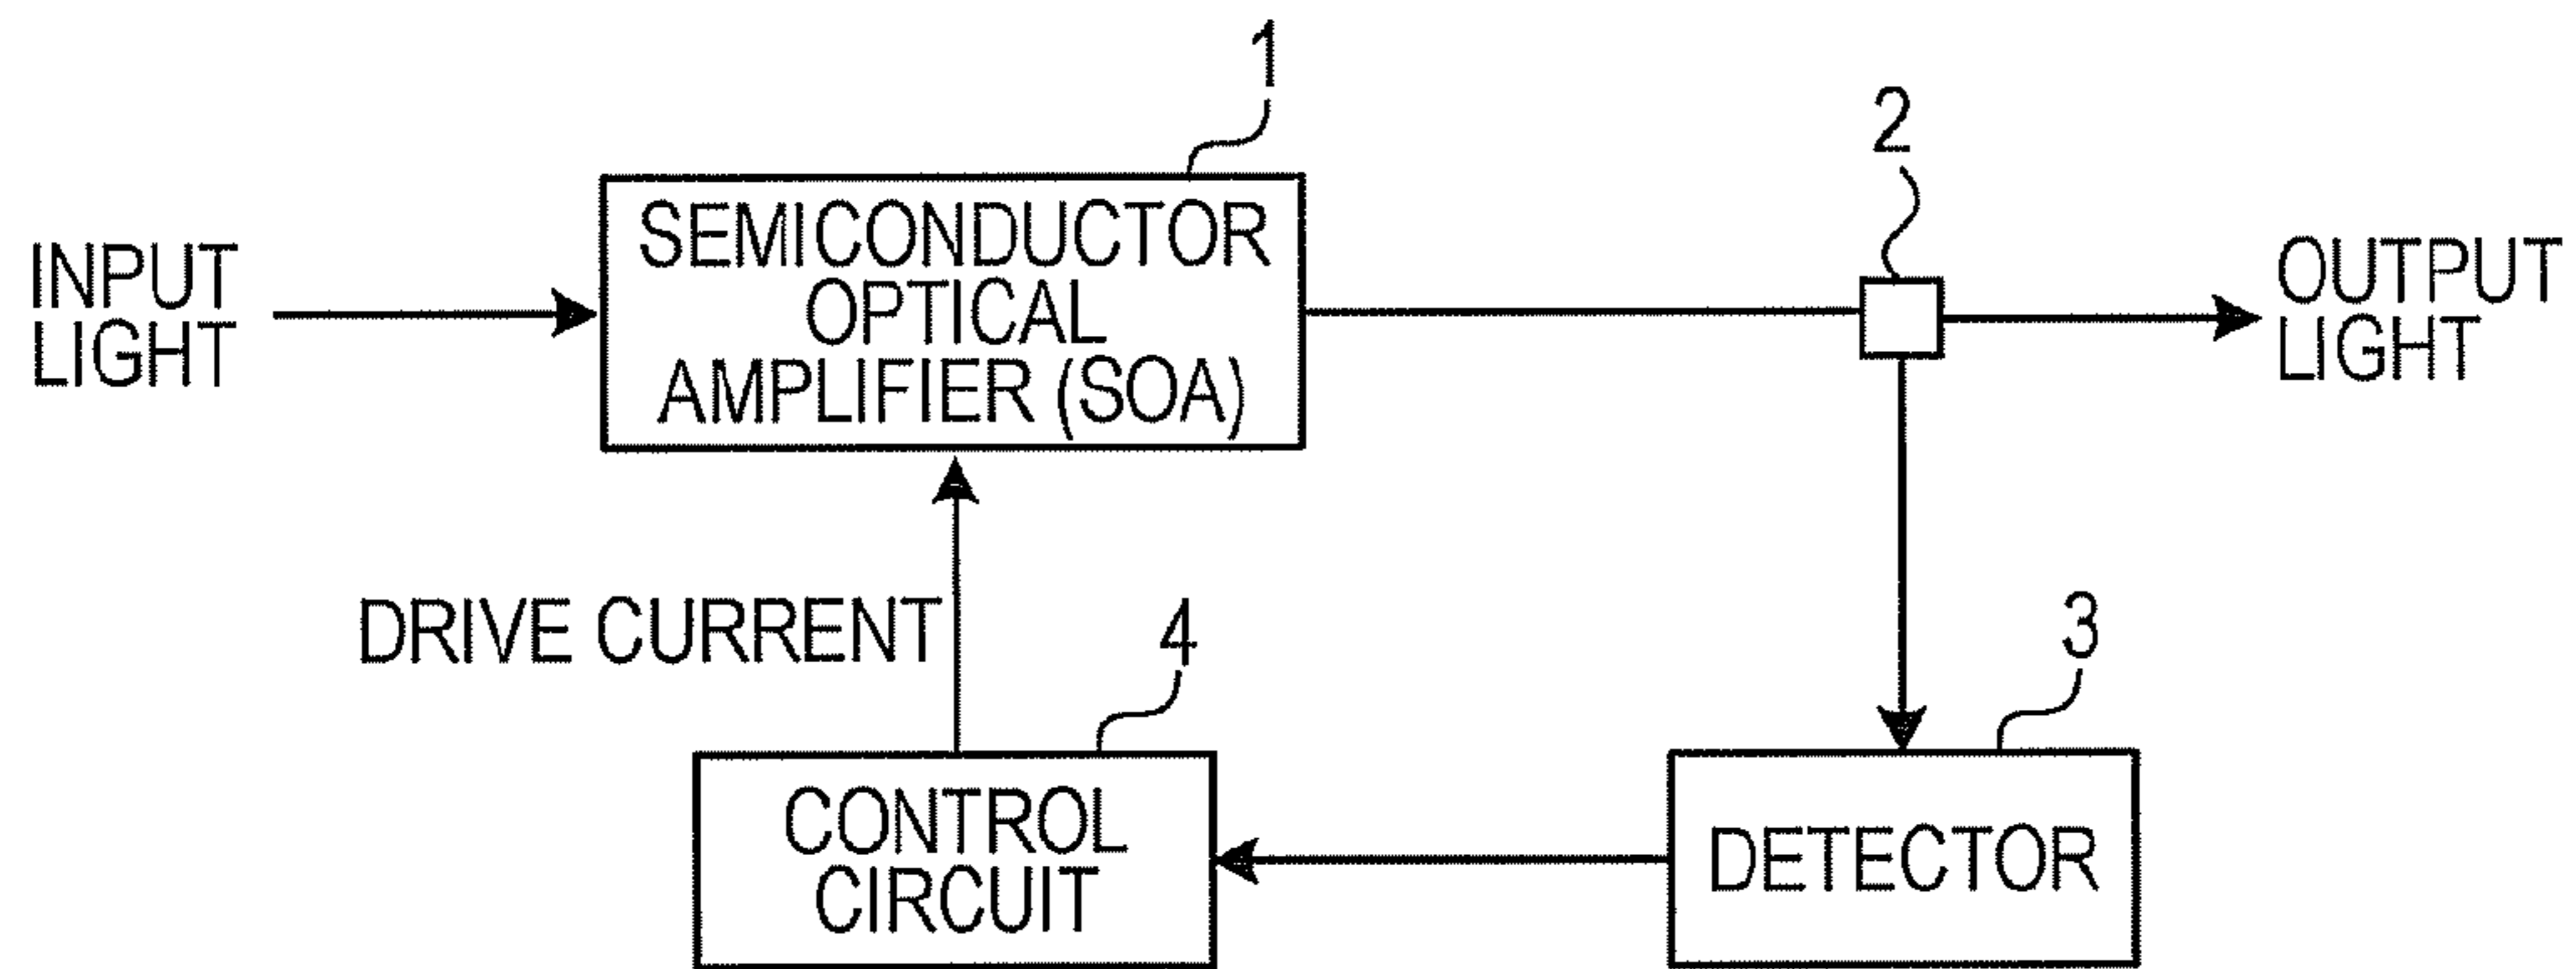 1
2
INPUT
LIGHT
SEMICONDUCTOR
OPTICAL
AMPLIFIER (SOA)
OUTPUT
LIGHT
DRIVE CURRENT
4
3
CONTROL
CIRCUIT
DETECTOR